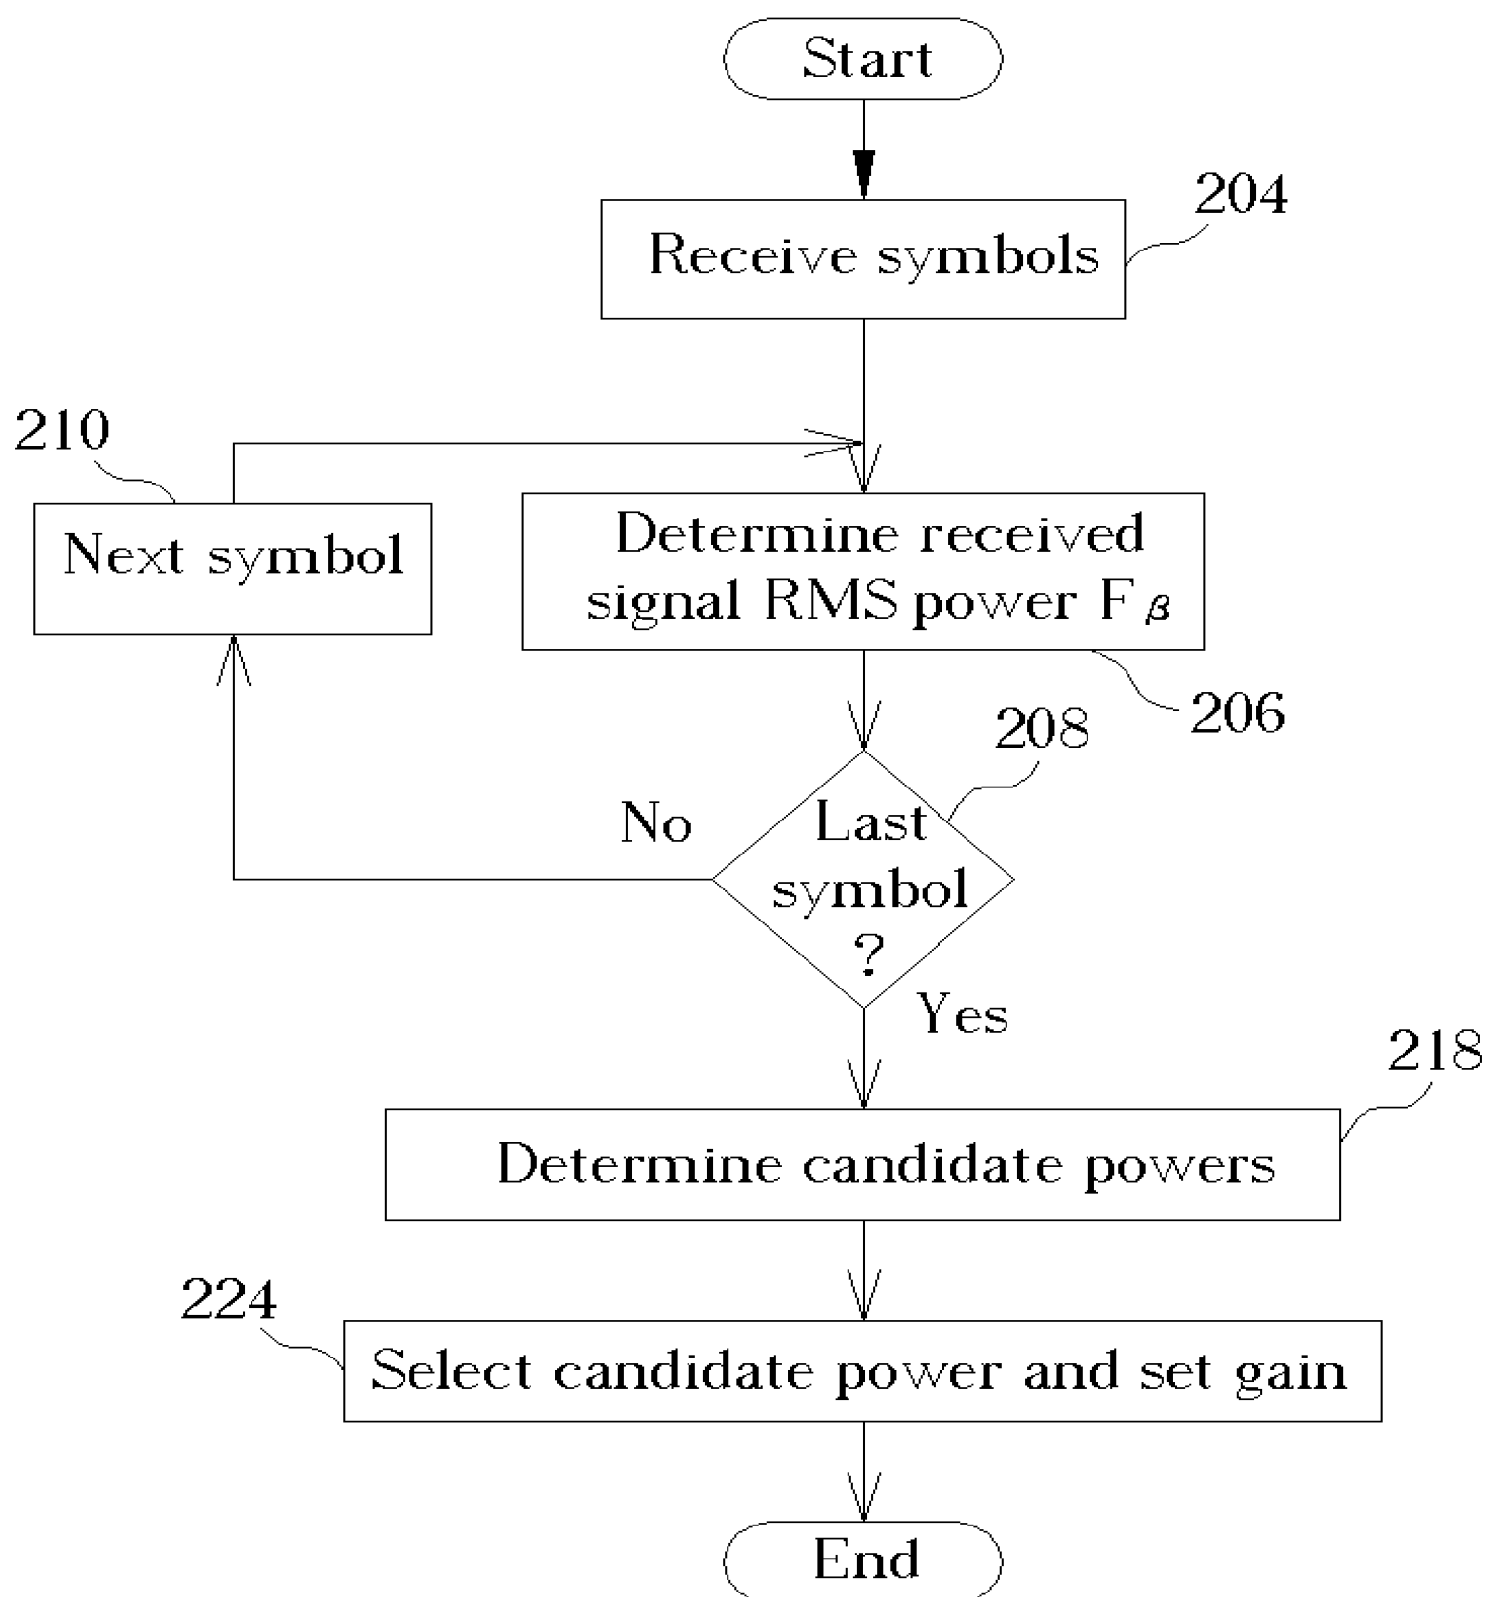 Start
204
Receive symbols
210
Next symbol
Determine received
signal RMS power Fβ
206
208
No
Last
symbol
?
Yes
218
Determine candidate powers
224
Select candidate power and set gain
End